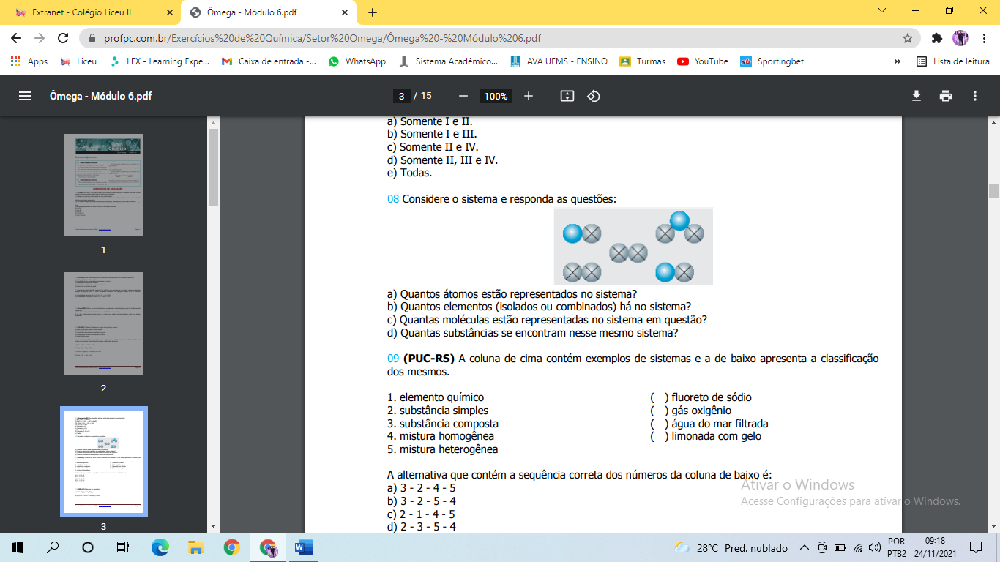 Extranet - Colégio Liceu II
Ômega - Módulo 6.pdf
profpc.com.br/Exercícios%20de%20Química/Setor%20Omega/Ômega%20-%20Módulo%206.pdf
Apps
Liceu
LEX - Learning Expe...
Caixa de entrada -...
WhatsApp
Sistema Acadêmico...
AVA UFMS - ENSINO
Turmas
YouTube
Sportingbet
»
Lista de leitura
Ômega - Módulo 6.pdf
3 / 15
100%
1
2
3
a) Somente I e II.
b) Somente I e III.
c) Somente II e IV.
d) Somente II, III e IV.
e) Todas.
08 Considere o sistema e responda as questões:
a) Quantos átomos estão representados no sistema?
b) Quantos elementos (isolados ou combinados) há no sistema?
c) Quantas moléculas estão representadas no sistema em questão?
d) Quantas substâncias se encontram nesse mesmo sistema?
09 (PUC-RS) A coluna de cima contém exemplos de sistemas e a de baixo apresenta a classificação
dos mesmos.
1. elemento químico ( ) fluoreto de sódio
2. substância simples ( ) gás oxigênio
3. substância composta ( ) água do mar filtrada
4. mistura homogênea ( ) limonada com gelo
5. mistura heterogênea
A alternativa que contém a sequência correta dos números da coluna de baixo é:
a) 3 - 2 - 4 - 5
b) 3 - 2 - 5 - 4
c) 2 - 1 - 4 - 5
d) 2 - 3 - 5 - 4
Ativar o Windows
Acesse Configurações para ativar o Windows.
28°C Pred. nublado
POR
PTB2
09:18
24/11/2021